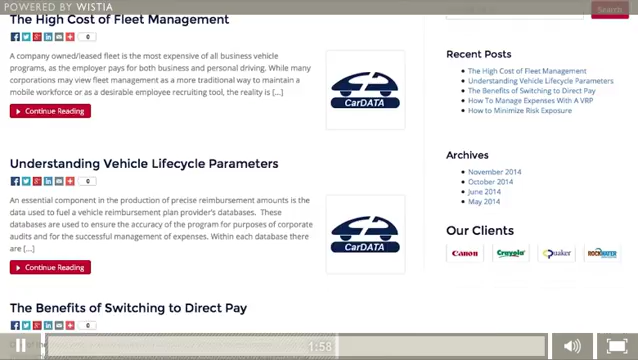 POWERED BY WISTIA
The High Cost of Fleet Management
0
A company owned/leased fleet is the most expensive of all business vehicle
programs, as the employer pays for both business and personal driving. While many
corporations may view fleet management as a more traditional way to maintain a
mobile workforce or as a desirable employee recruiting tool, the reality is [...]
Continue Reading
CarDATA
Understanding Vehicle Lifecycle Parameters
0
An essential component in the production of precise reimbursement amounts is the
data used to fuel a vehicle reimbursement plan provider's databases. These
databases are used to ensure the accuracy of the program for purposes of corporate
audits and for the successful management of expenses. Within each database there
are [...]
Continue Reading
CarDATA
The Benefits of Switching to Direct Pay
0
Search
Recent Posts
The High Cost of Fleet Management
Understanding Vehicle Lifecycle Parameters
The Benefits of Switching to Direct Pay
How To Manage Expenses With A VRP
How to Minimize Risk Exposure
Archives
November 2014
October 2014
June 2014
May 2014
Our Clients
Canon
Crayola
Quaker
ROCKWATER
1:58